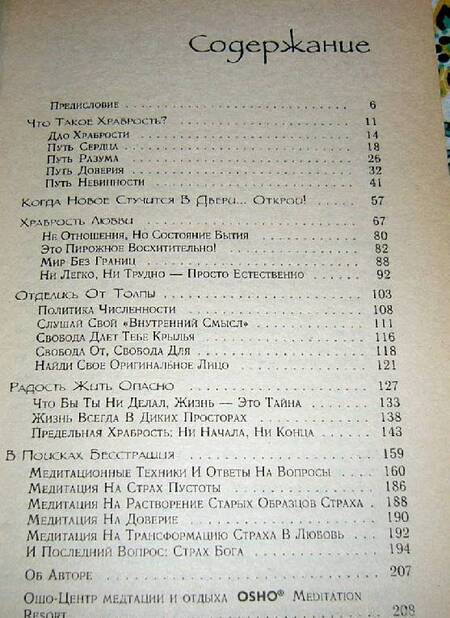 Содержание
Предисловие 6
Что Такое Храбрость? 11
Дао Храбрости 14
Путь Сердца 18
Путь Разума 26
Путь Доверия 32
Путь Невинности 41
Когда Новое Стучится В Двери... Открой! 57
Храбрость Любви 67
Не Отношения, Но Состояние Бытия 80
Это Пирожное Восхитительно! 82
Мир Без Границ 88
Ни Легко, Ни Трудно — Просто Естественно 92
Отделись От Толпы 103
Политика Численности 108
Слушай Свой «Внутренний Смысл» 111
Свобода Дает Тебе Крылья 116
Свобода От, Свобода Для 118
Найди Свое Оригинальное Лицо 121
Радость Жить Опасно 127
Что Бы Ты Ни Делал, Жизнь — Это Тайна 133
Жизнь Всегда В Диких Просторах 138
Предельная Храбрость: Ни Начала, Ни Конца 143
В Поисках Бесстрашия 159
Медитационные Техники И Ответы На Вопросы 160
Медитация На Страх Пустоты 186
Медитация На Растворение Старых Образцов Страха 188
Медитация На Доверие 190
Медитация На Трансформацию Страха В Любовь 192
И Последний Вопрос: Страх Бога 194
Об Авторе 207
Ошо-Центр медтации и отдыха OSHO® Meditation
Resort 208